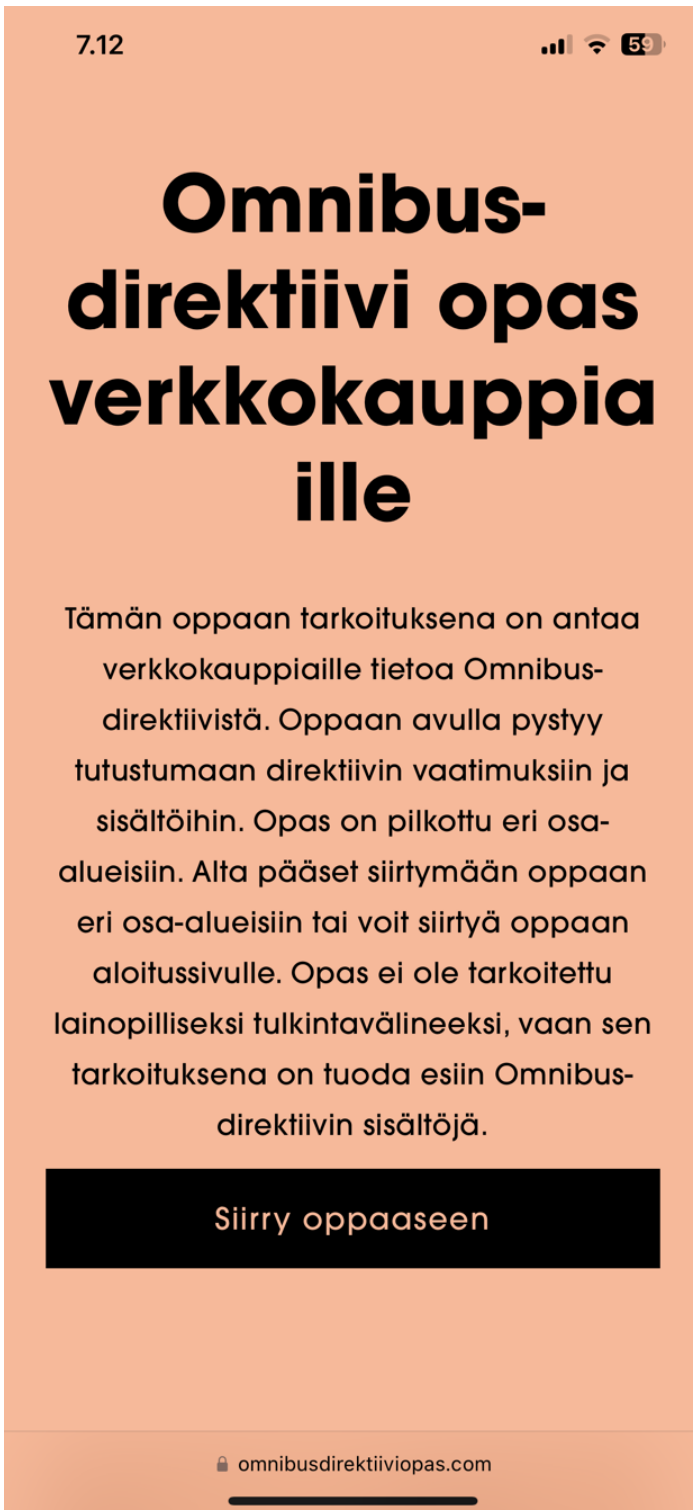 7.12
59
Omnibus-
direktiivi opas
verkkokauppia
ille
Tämän oppaan tarkoituksena on antaa
verkkokauppiaille tietoa Omnibus-
direktiivistä. Oppaan avulla pystyy
tutustumaan direktiivin vaatimuksiin ja
sisältöihin. Opas on pilkottu eri osa-
alueisiin. Alta pääset siirtymään oppaan
eri osa-alueisiin tai voit siirtyä oppaan
aloitussivulle. Opas ei ole tarkoitettu
lainopilliseksi tulkintavälineeksi, vaan sen
tarkoituksena on tuoda esiin Omnibus-
direktiivin sisältöjä.
Siirry oppaaseen
omnibusdirektiiviopas.com